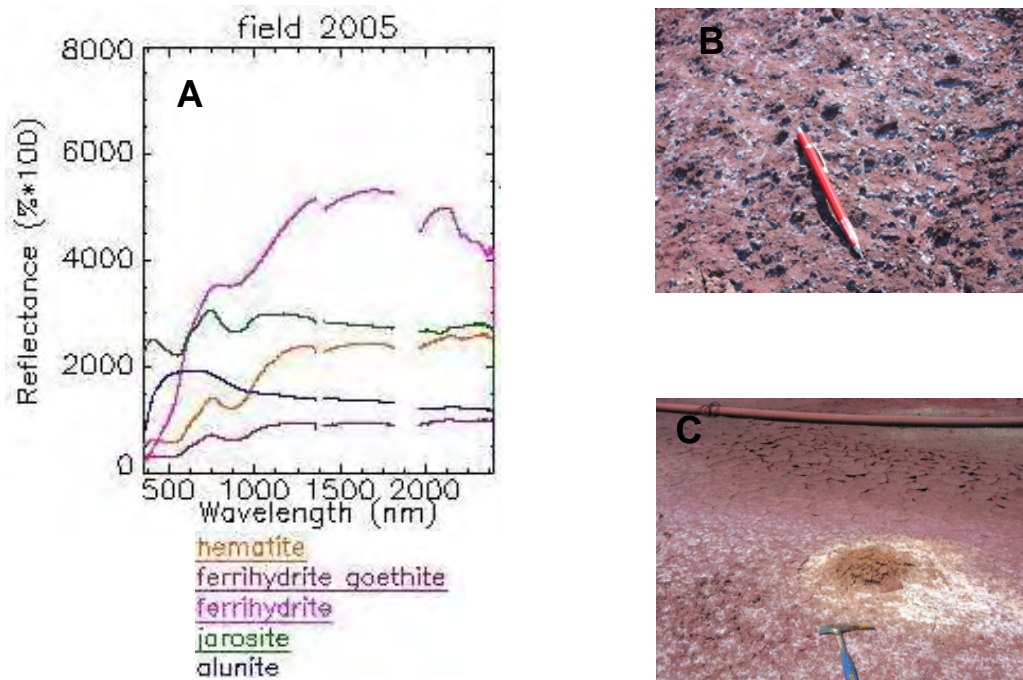 field 2005
8000
6000
4000
2000
0
Reflectance (%*100)
500 1000 1500 2000
Wavelength (nm)
hematite
ferrihydrite goethite
ferrihydrite
jarosite
alunite
A
B
C